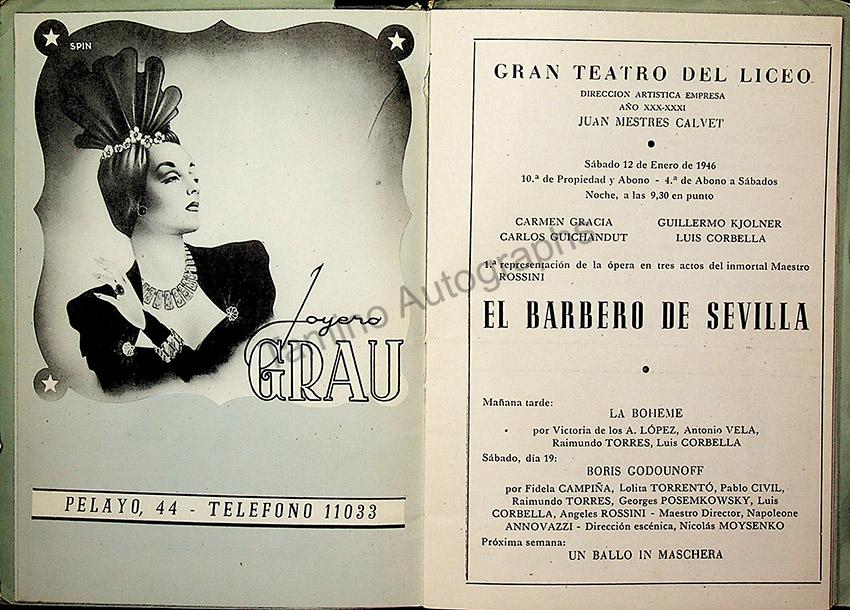 SPIN
Joyero
GRAU
PELAYO, 44 - TELEFONO 11033
GRAN TEATRO DEL LICEO
DIRECCION ARTISTICA EMPRESA
AÑO XXX-XXXI
JUAN MESTRES CALVET
Sábado 12 de Enero de 1946
10.ª de Propiedad y Abono - 4.ª de Abono a Sábados
Noche, a las 9,30 en punto
CARMEN GRACIA GUILLERMO KJOLNER
CARLOS GUICHANDUT LUIS CORBELLA
1.ª representación de la ópera en tres actos del inmortal Maestro
ROSSINI
EL BARBERO DE SEVILLA
Mañana tarde:
LA BOHEME
por Victoria de los A. LÓPEZ, Antonio VELA,
Raimundo TORRES, Luis CORBELLA
Sábado, día 19:
BORIS GODOUNOFF
por Fidela CAMPIÑA, Lolita TORRENTÓ, Pablo CIVIL,
Raimundo TORRES, Georges POSEMKOWSKY, Luis
CORBELLA, Angeles ROSSINI - Maestro Director, Napoleone
ANNOVAZZI - Dirección escénica, Nicolás MOYSENKO
Próxima semana:
UN BALLO IN MASCHERA
Tamino Autographs